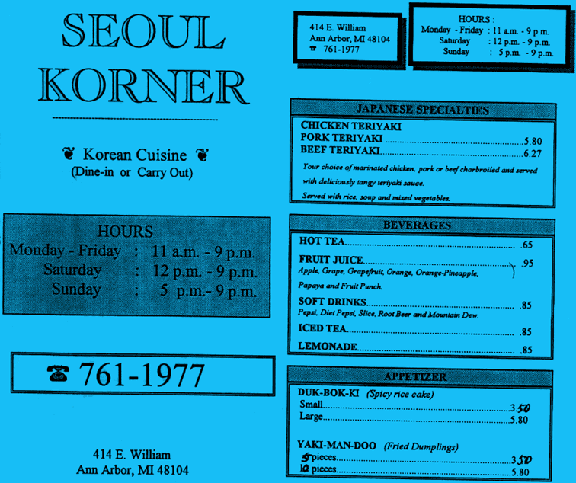 SEOUL
KORNER
Korean Cuisine
(Dine-in or Carry Out)
HOURS
Monday - Friday : 11 a.m. - 9 p.m.
Saturday : 12 p.m. - 9 p.m.
Sunday : 5 p.m. - 9 p.m.
☎ 761-1977
414 E. William
Ann Arbor, MI 48104
414 E. William
Ann Arbor, MI 48104
☎ 761-1977
HOURS :
Monday - Friday : 11 a.m. - 9 p.m.
Saturday : 12 p.m. - 9 p.m.
Sunday : 5 p.m. - 9 p.m.
JAPANESE SPECIALTIES
CHICKEN TERIYAKI
PORK TERIYAKI 5.80
BEEF TERIYAKI 6.27
Your choice of marinated chicken, pork or beef charbroiled and served
with deliciously tangy teriyaki sauce.
Served with rice, soup and mixed vegetables.
BEVERAGES
HOT TEA .65
FRUIT JUICE .95
Apple, Grape, Grapefruit, Orange, Orange-Pineapple,
Papaya and Fruit Punch.
SOFT DRINKS .85
Pepsi, Diet Pepsi, Slice, Root Beer and Mountain Dew.
ICED TEA .85
LEMONADE .85
APPETIZER
DUK-BOK-KI (Spicy rice cake)
Small 3.50
Large 5.80
YAKI-MAN-DOO (Fried Dumplings)
pieces 3.50
pieces 5.80